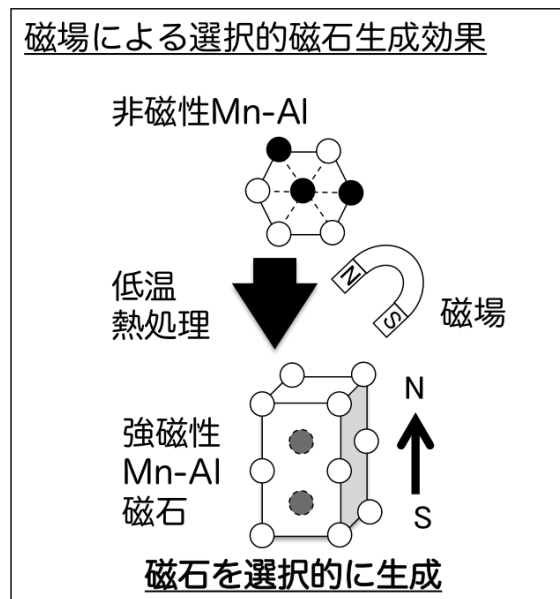 磁場による選択的磁石生成効果
非磁性Mn-Al
低温
熱処理
N
S
磁場
強磁性
Mn-Al
磁石
N
S
磁石を選択的に生成